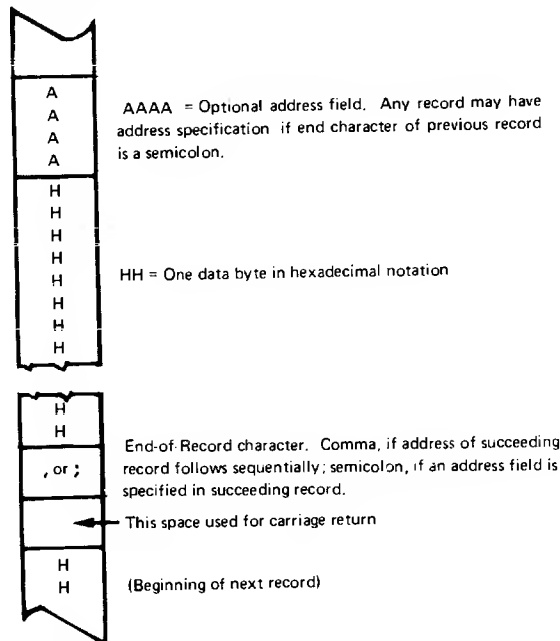 A
A
A
A
AAAA = Optional address field. Any record may have
address specification if end character of previous record
is a semicolon.
H
H
H
H
H
H
H
H
HH = One data byte in hexadecimal notation
H
H
, or ;
End-of-Record character. Comma, if address of succeeding
record follows sequentially; semicolon, if an address field is
specified in succeeding record.
This space used for carriage return
H
H
(Beginning of next record)